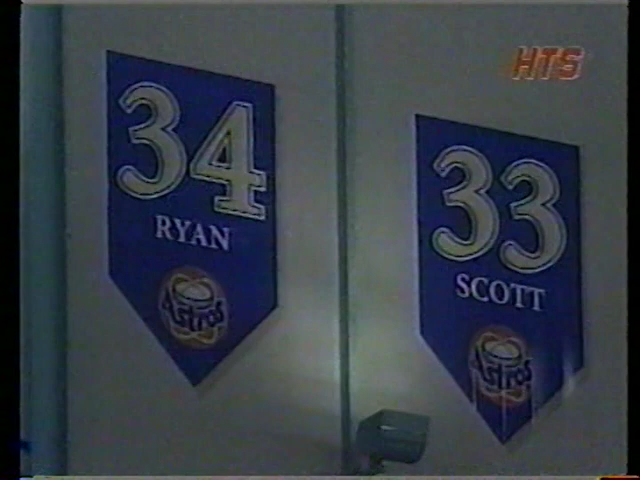 HTS
34
RYAN
Astros
33
SCOTT
Astros